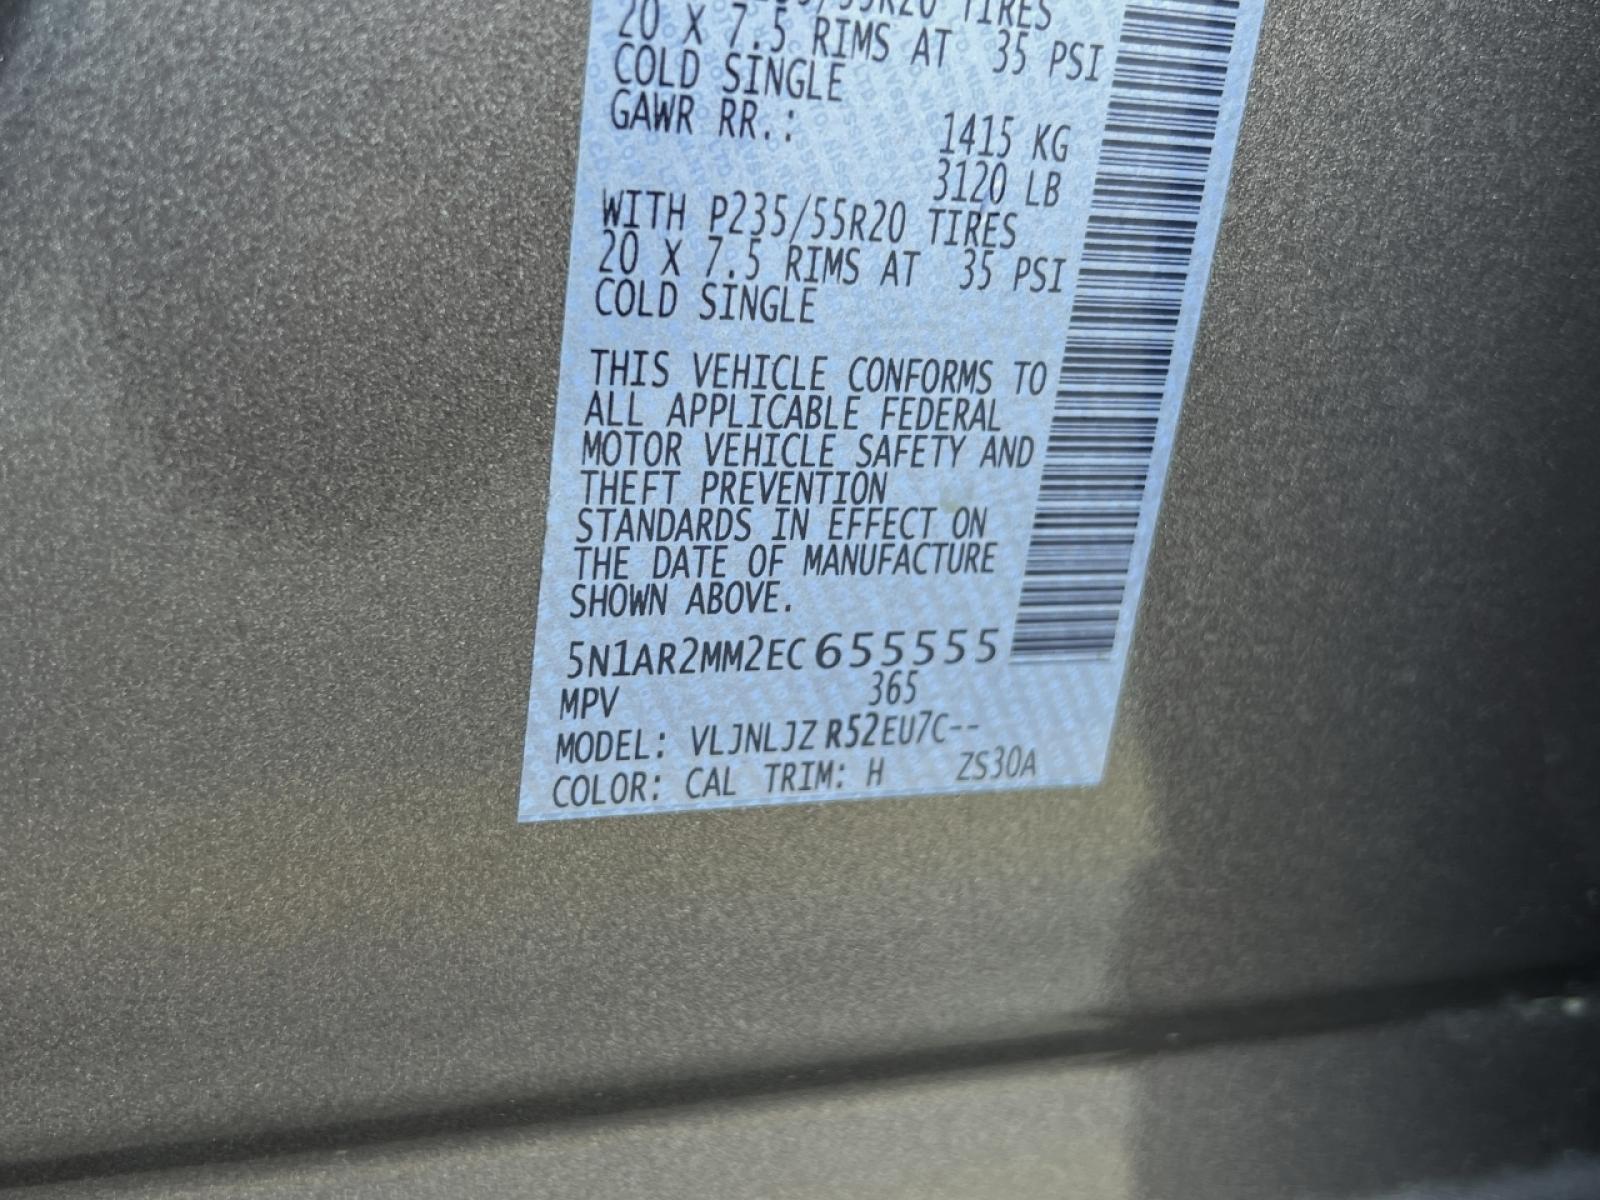 /55R20 TIRES
20 X 7.5 RIMS AT 35 PSI
COLD SINGLE
GAWR RR.: 1415 KG
3120 LB
WITH P235/55R20 TIRES
20 X 7.5 RIMS AT 35 PSI
COLD SINGLE
THIS VEHICLE CONFORMS TO
ALL APPLICABLE FEDERAL
MOTOR VEHICLE SAFETY AND
THEFT PREVENTION
STANDARDS IN EFFECT ON
THE DATE OF MANUFACTURE
SHOWN ABOVE.
5N1AR2MM2EC655555
MPV 365
MODEL: VLJNLJZ R52EU7C--
COLOR: CAL TRIM: H ZS30A